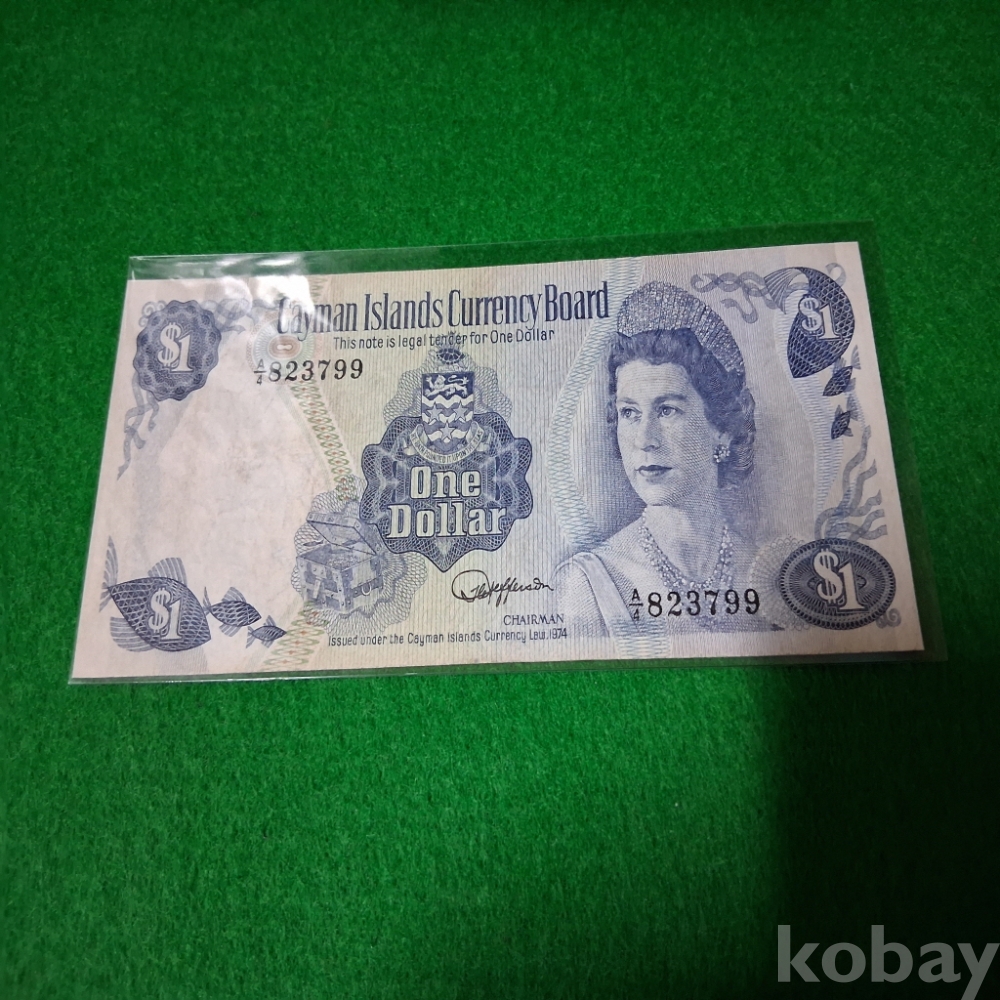 Cayman Islands Currency Board
This note is legal tender for One Dollar
$1
$1
A/4 823799
One
Dollar
CHAIRMAN
A/4 823799
Issued under the Cayman Islands Currency Law, 1974
$1
$1
kobay